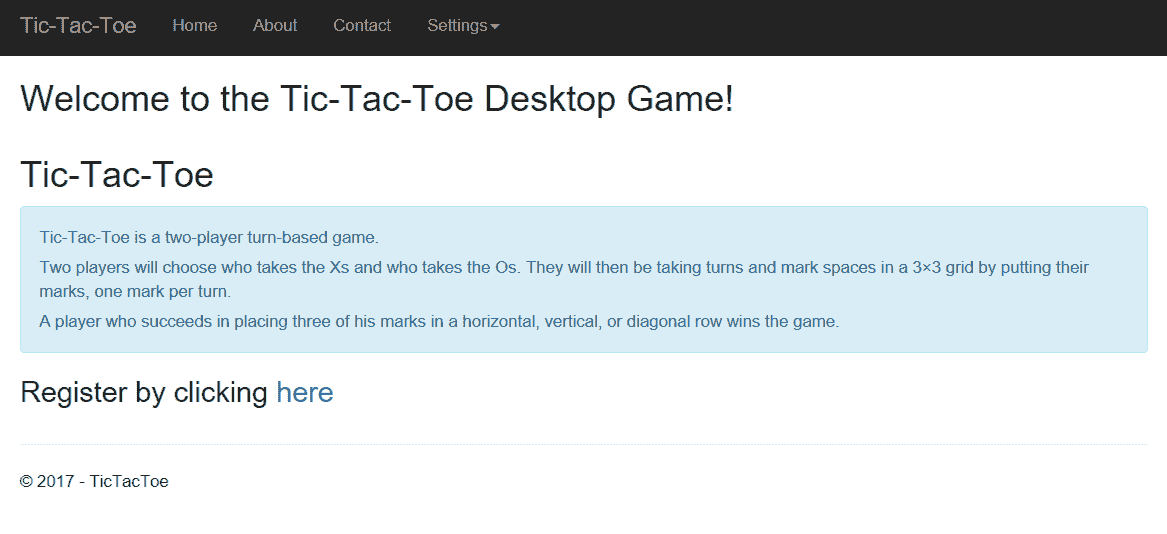 Tic-Tac-Toe Home About Contact Settings
Welcome to the Tic-Tac-Toe Desktop Game!
Tic-Tac-Toe
Tic-Tac-Toe is a two-player turn-based game.
Two players will choose who takes the Xs and who takes the Os. They will then be taking turns and mark spaces in a 3×3 grid by putting their
marks, one mark per turn.
A player who succeeds in placing three of his marks in a horizontal, vertical, or diagonal row wins the game.
Register by clicking here
© 2017 - TicTacToe